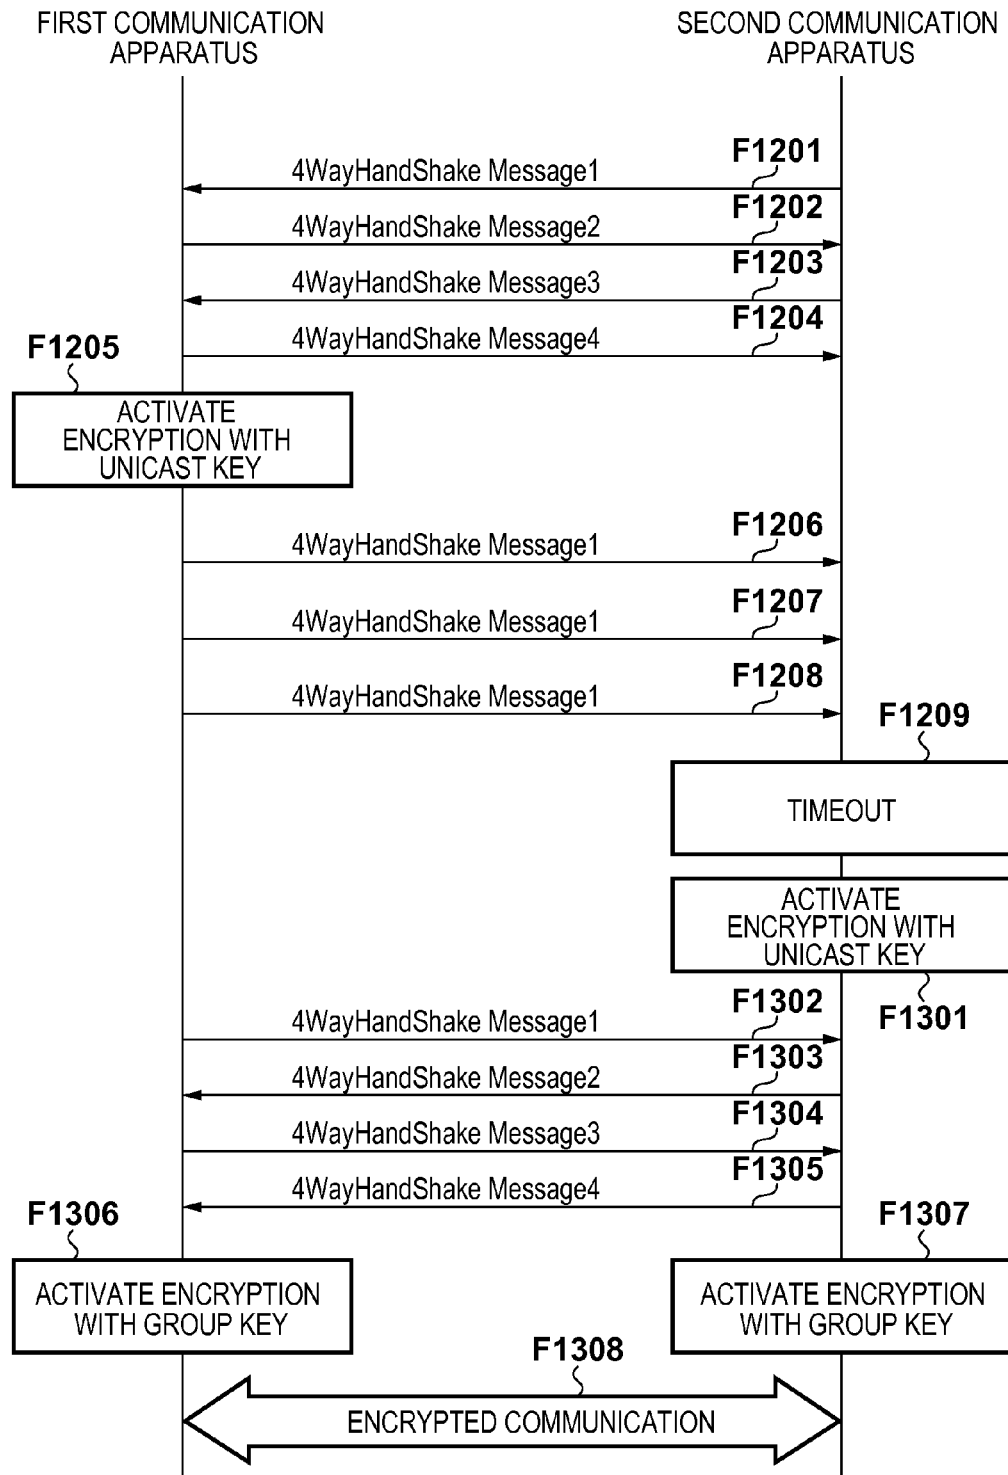 FIRST COMMUNICATION
APPARATUS
SECOND COMMUNICATION
APPARATUS
F1201
4WayHandShake Message1
F1202
4WayHandShake Message2
F1203
4WayHandShake Message3
F1204
4WayHandShake Message4
F1205
ACTIVATE
ENCRYPTION WITH
UNICAST KEY
F1206
4WayHandShake Message1
F1207
4WayHandShake Message1
F1208
4WayHandShake Message1
F1209
TIMEOUT
ACTIVATE
ENCRYPTION WITH
UNICAST KEY
F1301
F1302
4WayHandShake Message1
F1303
4WayHandShake Message2
F1304
4WayHandShake Message3
F1305
4WayHandShake Message4
F1306
F1307
ACTIVATE ENCRYPTION
WITH GROUP KEY
ACTIVATE ENCRYPTION
WITH GROUP KEY
F1308
ENCRYPTED COMMUNICATION